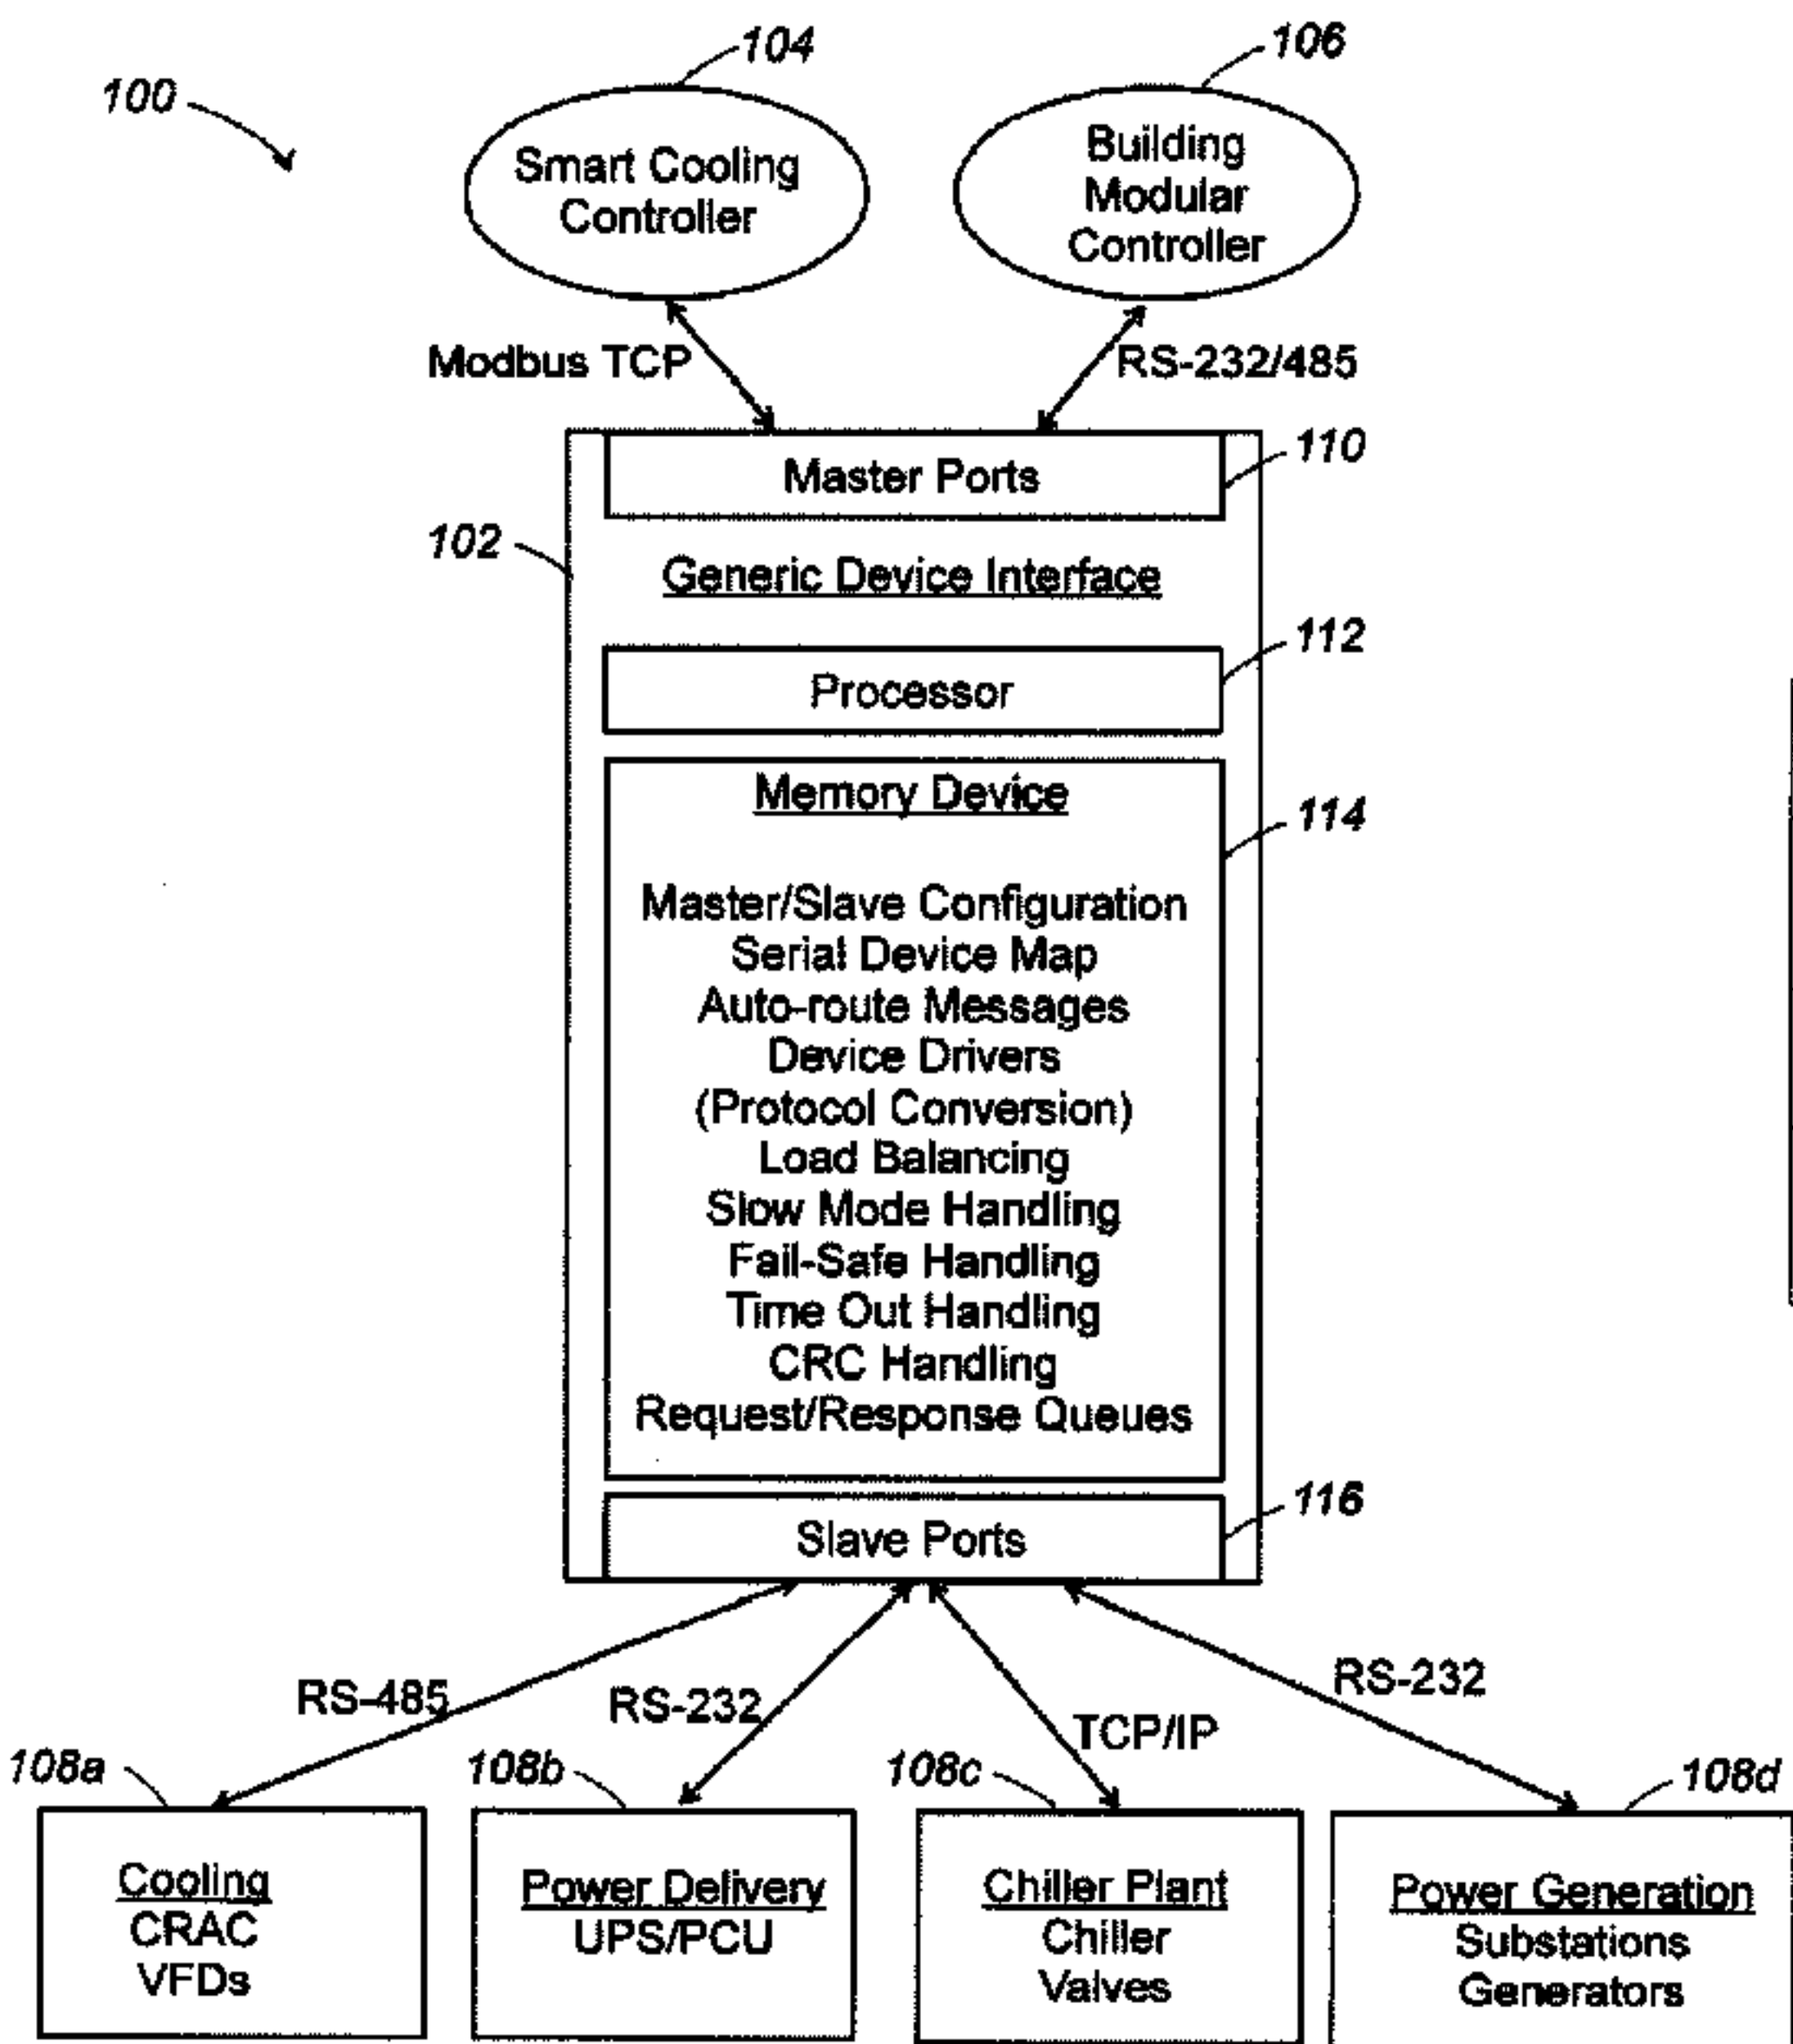 104
106
100
Smart Cooling
Controller
Building
Modular
Controller
Modbus TCP
RS-232/485
Master Ports
110
102
Generic Device Interface
112
Processor
Memory Device
114
Master/Slave Configuration
Serial Device Map
Auto-route Messages
Device Drivers
(Protocol Conversion)
Load Balancing
Slow Mode Handling
Fail-Safe Handling
Time Out Handling
CRC Handling
Request/Response Queues
116
Slave Ports
RS-485
RS-232
TCP/IP
RS-232
108a
108b
108c
108d
Cooling
CRAC
VFDs
Power Delivery
UPS/PCU
Chiller Plant
Chiller
Valves
Power Generation
Substations
Generators